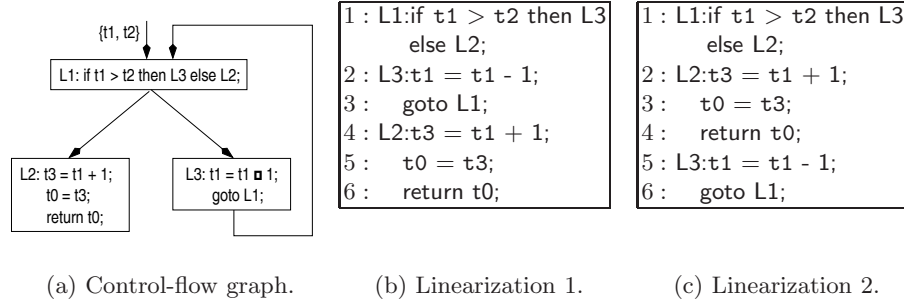 {t1, t2}
L1: if t1 > t2 then L3 else L2;
L2: t3 = t1 + 1;
t0 = t3;
return t0;
L3: t1 = t1 ▫ 1;
goto L1;
(a) Control-flow graph.
1 : L1:if t1 > t2 then L3
else L2;
2 : L3:t1 = t1 - 1;
3 : goto L1;
4 : L2:t3 = t1 + 1;
5 : t0 = t3;
6 : return t0;
(b) Linearization 1.
1 : L1:if t1 > t2 then L3
else L2;
2 : L2:t3 = t1 + 1;
3 : t0 = t3;
4 : return t0;
5 : L3:t1 = t1 - 1;
6 : goto L1;
(c) Linearization 2.